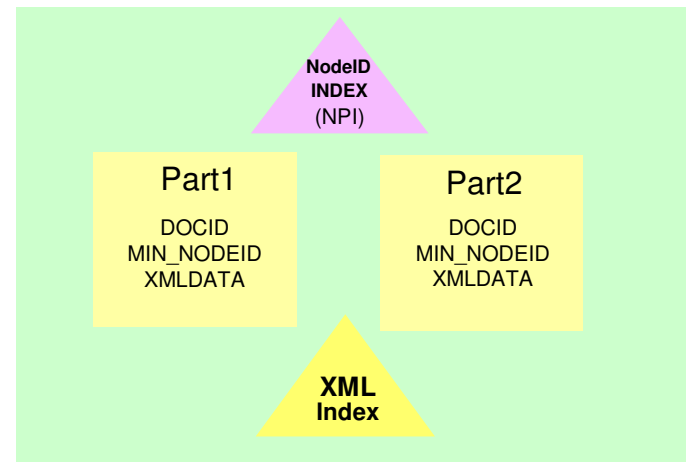 NodeID
INDEX
(NPI)
Part1
DOCID
MIN_NODEID
XMLDATA
Part2
DOCID
MIN_NODEID
XMLDATA
XML
Index